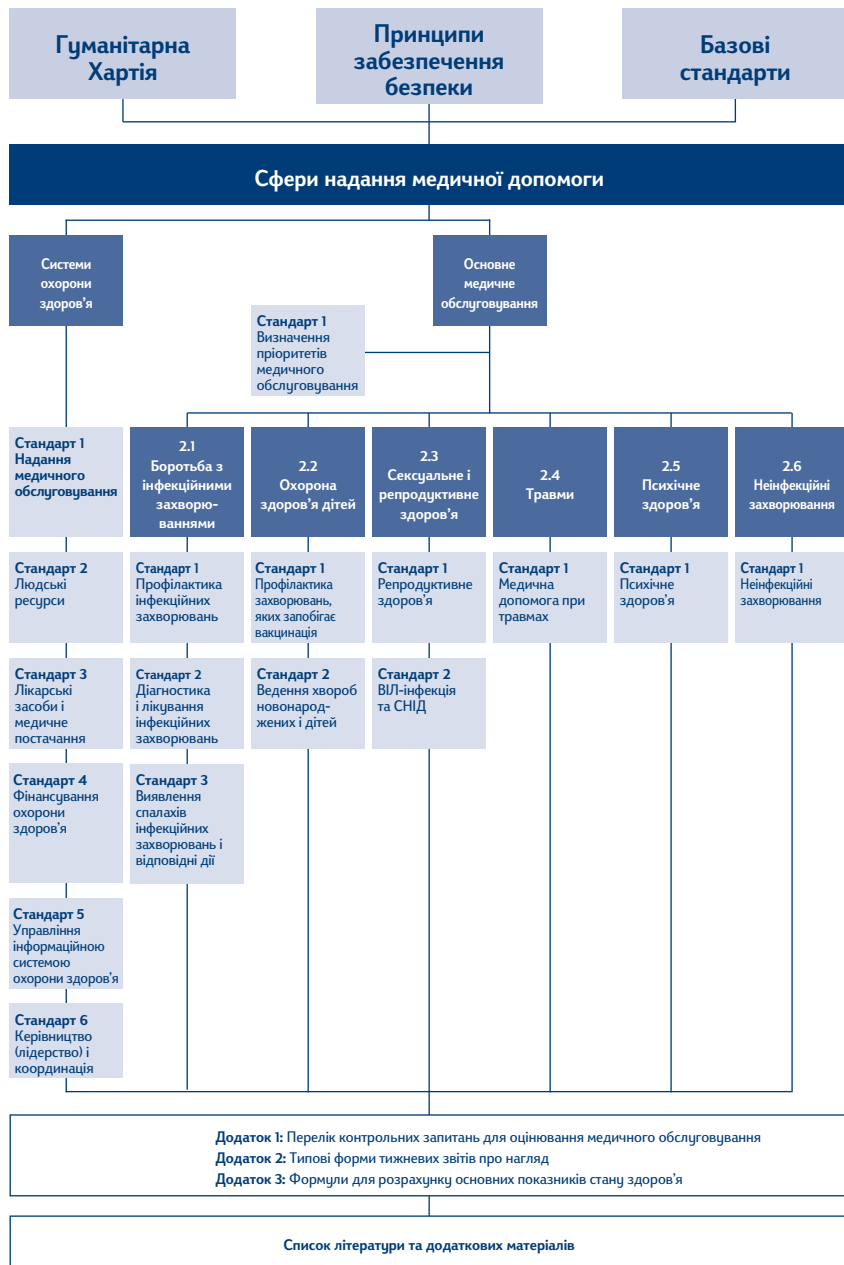 Гуманітарна
Хартія
Принципи
забезпечення
безпеки
Базові
стандарти
Сфери надання медичної допомоги
Системи
охорони
здоров'я
Основне
медичне
обслуговування
Стандарт 1
Визначення
пріоритетів
медичного
обслуговування
Стандарт 1
Надання
медичного
обслуговування
2.1
Боротьба з
інфекційними
захворю-
ваннями
2.2
Охорона
здоров'я дітей
2.3
Сексуальне і
репродуктивне
здоров'я
2.4
Травми
2.5
Психічне
здоров'я
2.6
Неінфекційні
захворювання
Стандарт 2
Людські
ресурси
Стандарт 1
Профілактика
інфекційних
захворювань
Стандарт 1
Профілактика
захворювань,
яких запобігає
вакцинація
Стандарт 1
Репродуктивне
здоров'я
Стандарт 1
Медична
допомога при
травмах
Стандарт 1
Психічне
здоров'я
Стандарт 1
Неінфекційні
захворювання
Стандарт 3
Лікарські
засоби і
медичне
постачання
Стандарт 2
Діагностика
і лікування
інфекційних
захворювань
Стандарт 2
Ведення хвороб
новонарод-
жених і дітей
Стандарт 2
ВІЛ-інфекція
та СНІД
Стандарт 4
Фінансування
охорони
здоров'я
Стандарт 3
Виявлення
спалахів
інфекційних
захворювань і
відповідні дії
Стандарт 5
Управління
інформаційною
системою
охорони здоров'я
Стандарт 6
Керівництво
(лідерство) і
координація
Додаток 1: Перелік контрольних запитань для оцінювання медичного обслуговування
Додаток 2: Типові форми тижневих звітів про нагляд
Додаток 3: Формули для розрахунку основних показників стану здоров'я
Список літератури та додаткових матеріалів